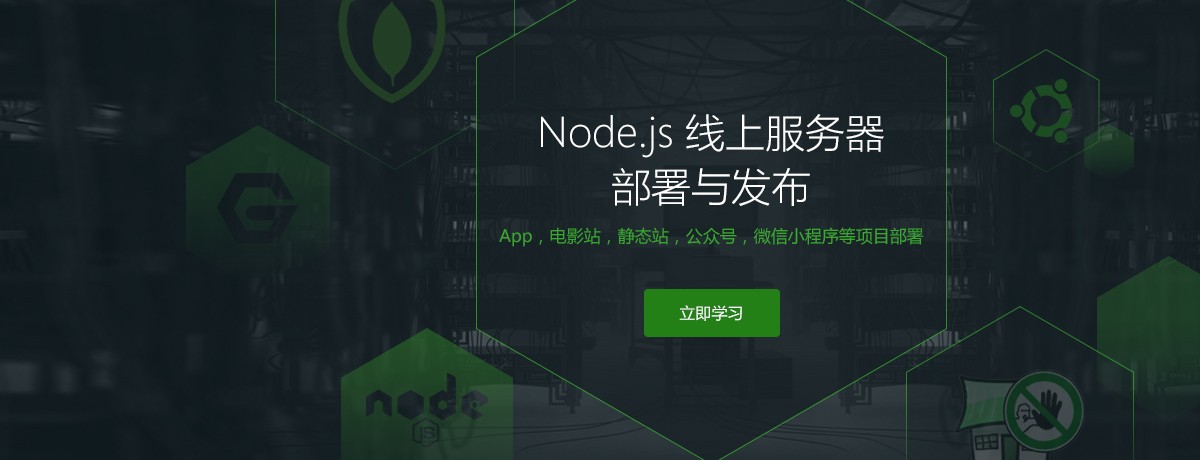 Node.js 线上服务器
部署与发布
App，电影站，静态站，公众号，微信小程序等项目部署
立即学习
node
JS